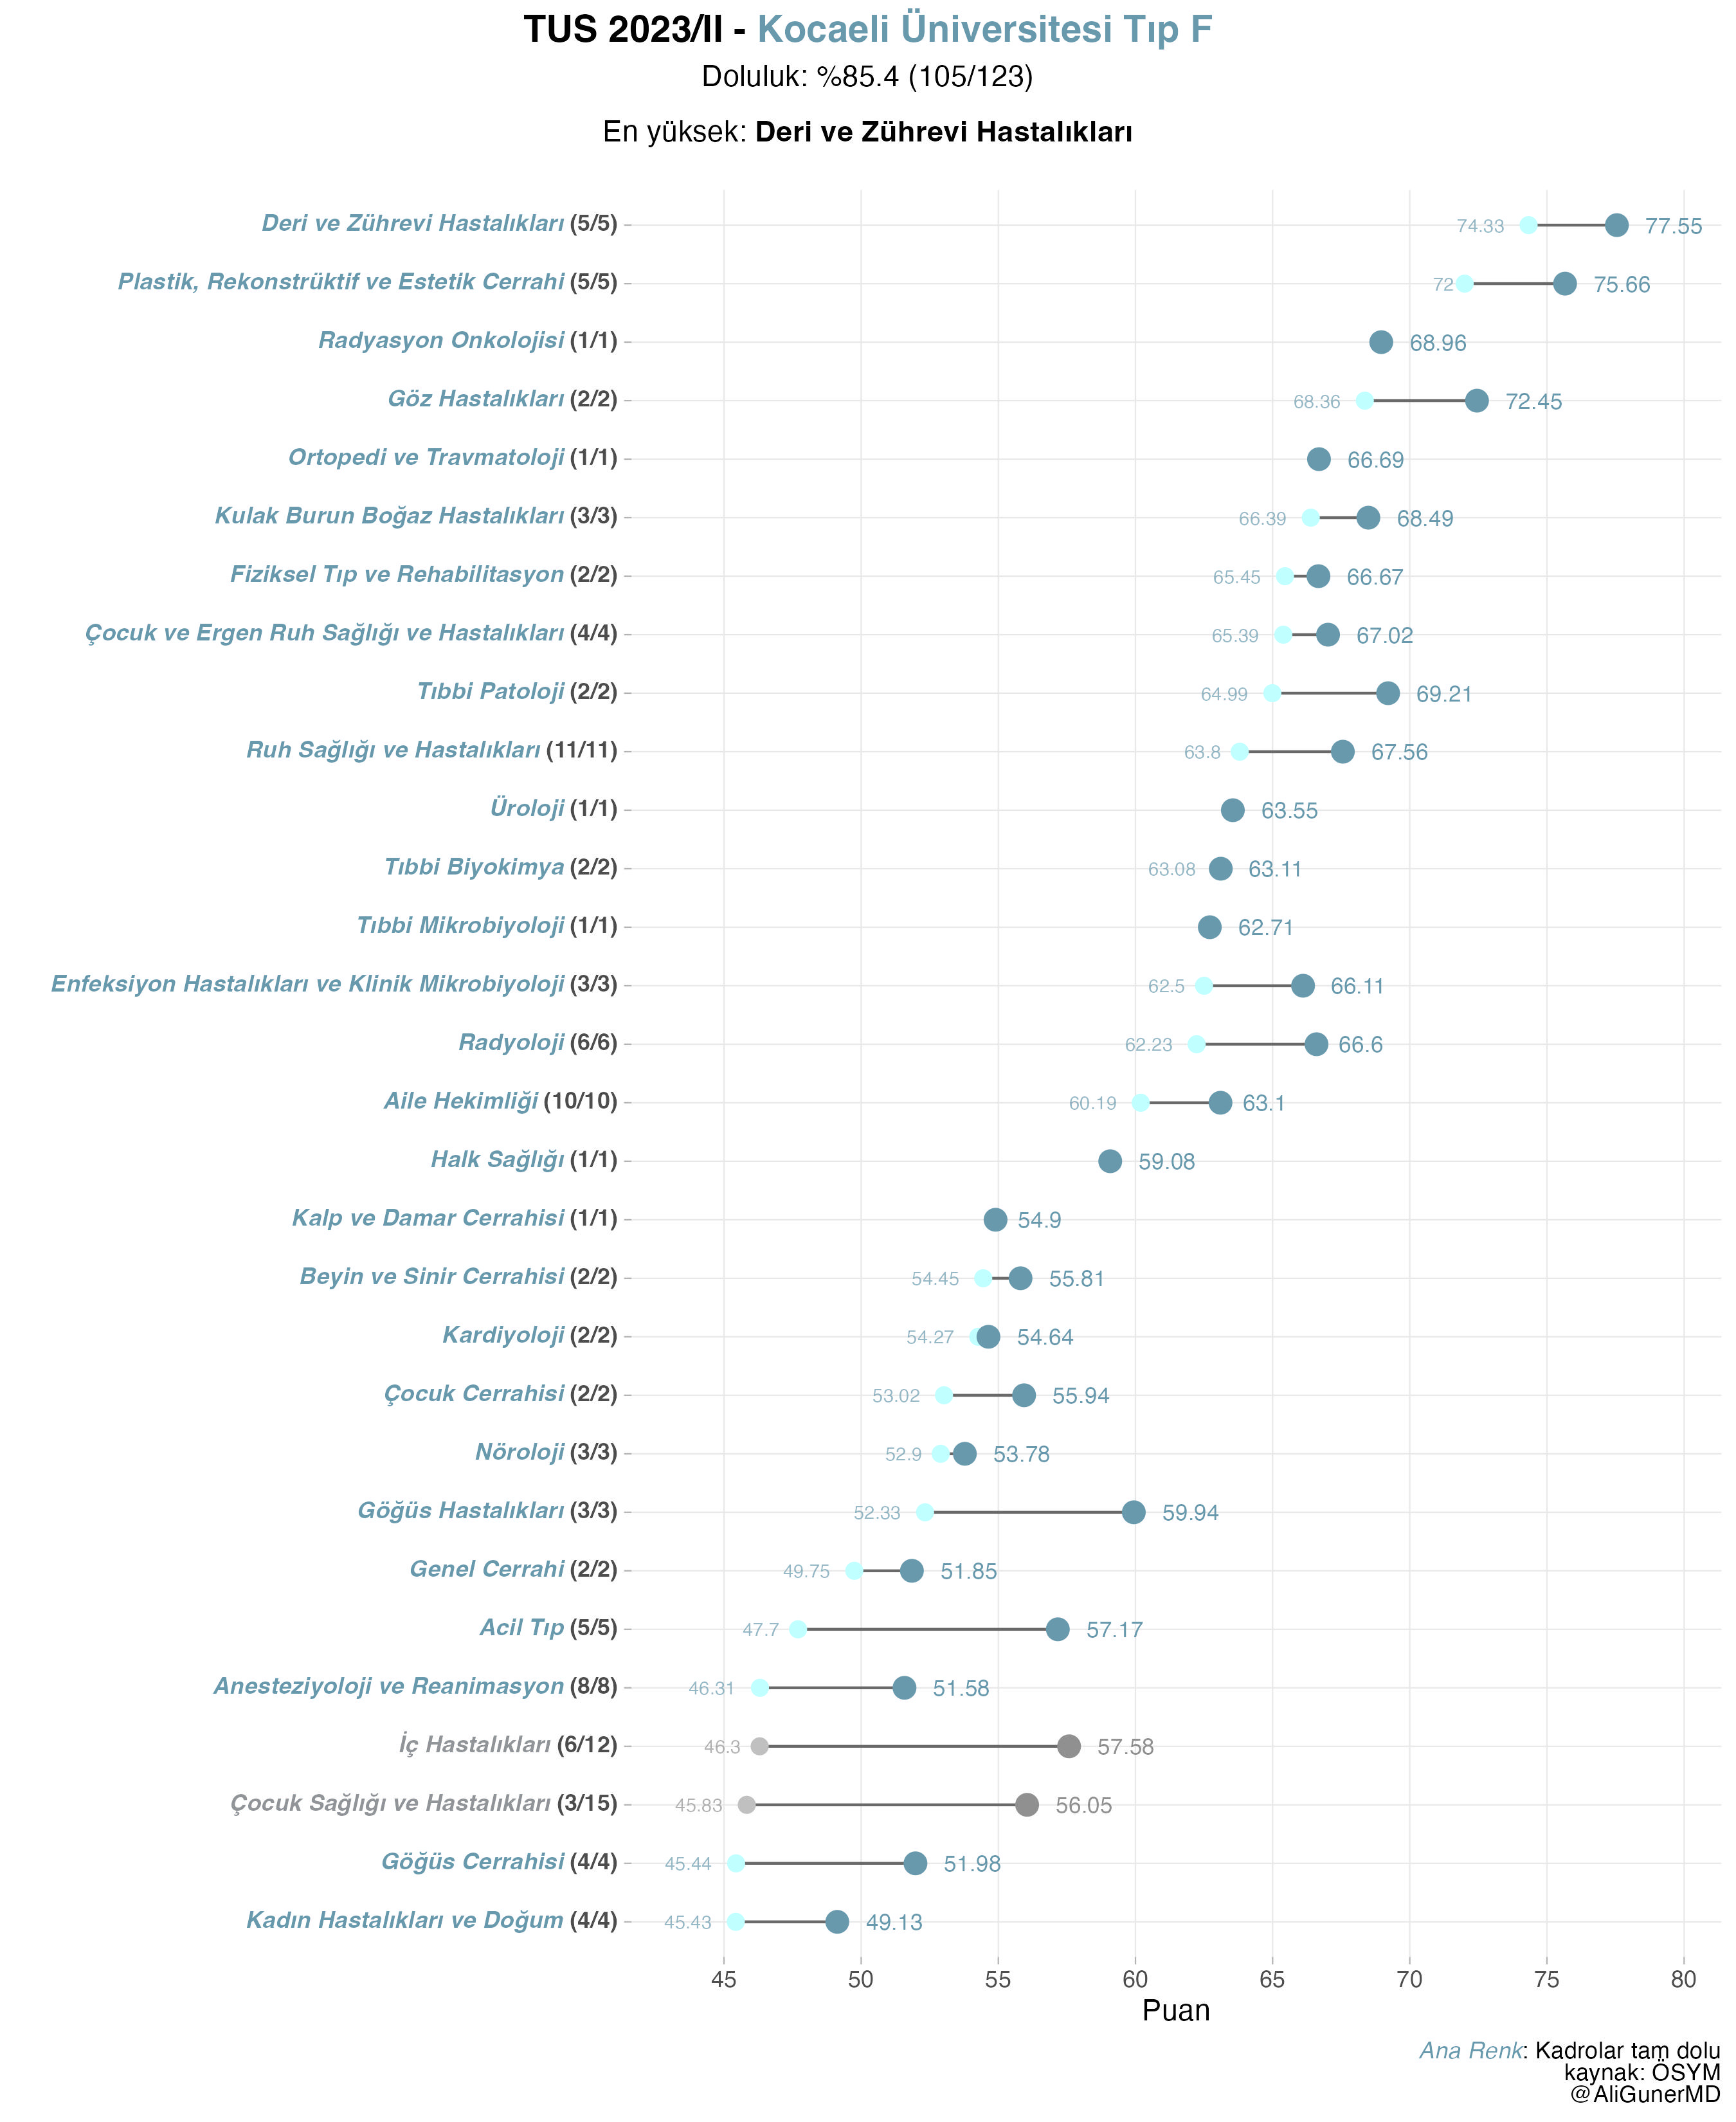 TUS 2023/II - Kocaeli Üniversitesi Tıp F
Doluluk: %85.4 (105/123)
En yüksek: Deri ve Zührevi Hastalıkları
Deri ve Zührevi Hastalıkları (5/5) 74.33 77.55
Plastik, Rekonstrüktif ve Estetik Cerrahi (5/5) 72 75.66
Radyasyon Onkolojisi (1/1) 68.96
Göz Hastalıkları (2/2) 68.36 72.45
Ortopedi ve Travmatoloji (1/1) 66.69
Kulak Burun Boğaz Hastalıkları (3/3) 66.39 68.49
Fiziksel Tıp ve Rehabilitasyon (2/2) 65.45 66.67
Çocuk ve Ergen Ruh Sağlığı ve Hastalıkları (4/4) 65.39 67.02
Tıbbi Patoloji (2/2) 64.99 69.21
Ruh Sağlığı ve Hastalıkları (11/11) 63.8 67.56
Üroloji (1/1) 63.55
Tıbbi Biyokimya (2/2) 63.08 63.11
Tıbbi Mikrobiyoloji (1/1) 62.71
Enfeksiyon Hastalıkları ve Klinik Mikrobiyoloji (3/3) 62.5 66.11
Radyoloji (6/6) 62.23 66.6
Aile Hekimliği (10/10) 60.19 63.1
Halk Sağlığı (1/1) 59.08
Kalp ve Damar Cerrahisi (1/1) 54.9
Beyin ve Sinir Cerrahisi (2/2) 54.45 55.81
Kardiyoloji (2/2) 54.27 54.64
Çocuk Cerrahisi (2/2) 53.02 55.94
Nöroloji (3/3) 52.9 53.78
Göğüs Hastalıkları (3/3) 52.33 59.94
Genel Cerrahi (2/2) 49.75 51.85
Acil Tıp (5/5) 47.7 57.17
Anesteziyoloji ve Reanimasyon (8/8) 46.31 51.58
İç Hastalıkları (6/12) 46.3 57.58
Çocuk Sağlığı ve Hastalıkları (3/15) 45.83 56.05
Göğüs Cerrahisi (4/4) 45.44 51.98
Kadın Hastalıkları ve Doğum (4/4) 45.43 49.13
45 50 55 60 65 70 75 80
Puan
Ana Renk: Kadrolar tam dolu
kaynak: ÖSYM
@AliGunerMD